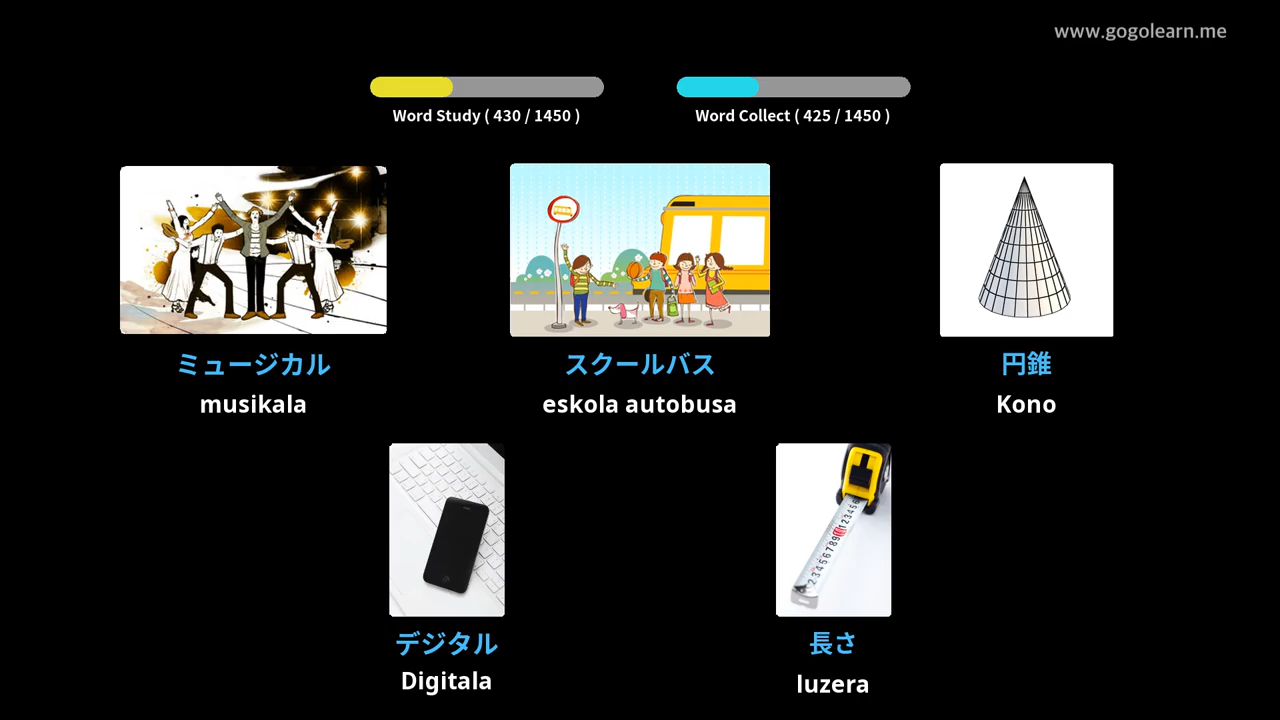 www.gogolearn.me
Word Study ( 430 / 1450 )
Word Collect ( 425 / 1450 )
ミュージカル
musikala
スクールバス
eskola autobusa
円錐
Kono
デジタル
Digitala
長さ
luzera